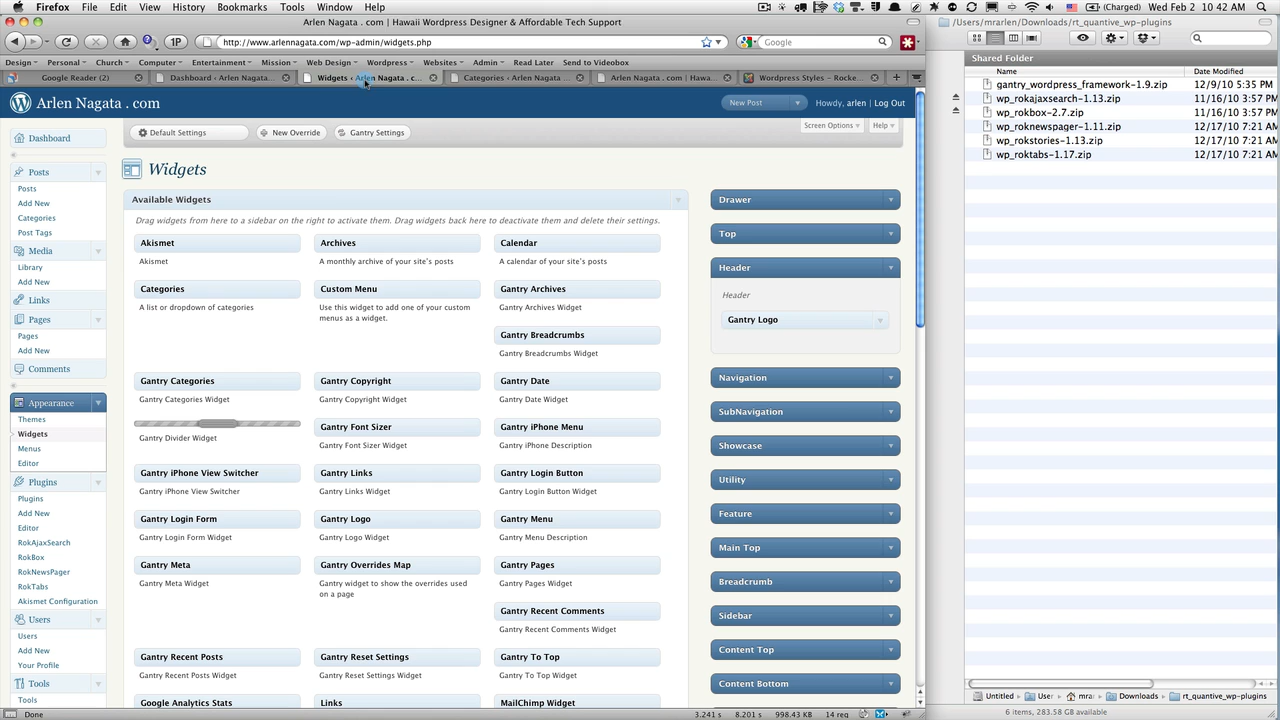 Firefox File Edit View History Bookmarks Tools Window Help (Charged) Wed Feb 2 10:42 AM
Arlen Nagata . com | Hawaii Wordpress Designer & Affordable Tech Support
/Users/mrarlen/Downloads/rt_quantive_wp-plugins
1P http://www.arlennagata.com/wp-admin/widgets.php Google
Design Personal Web Dev Church Computer Entertainment Mission Web Design Wordpress Websites Admin Read Later Send to Videobox
Google Reader (2) Dashboard ‹ Arlen Nagata... Widgets ‹ Arlen Nagata . c... Categories ‹ Arlen Nagata ... Arlen Nagata . com | Hawa... Wordpress Styles - Rocke...
Shared Folder
Name Date Modified
gantry_wordpress_framework-1.9.zip 12/9/10 5:35 PM
wp_rokajaxsearch-1.13.zip 11/16/10 3:57 P
wp_rokbox-2.7.zip 11/16/10 3:57 P
wp_roknewspager-1.11.zip 12/17/10 7:21 A
wp_rokstories-1.13.zip 12/17/10 7:21 A
wp_roktabs-1.17.zip 12/17/10 7:21 A
Arlen Nagata . com New Post Howdy, arlen | Log Out
Default Settings New Override Gantry Settings Screen Options Help
Dashboard
Posts
Posts
Add New
Categories
Post Tags
Media
Library
Add New
Links
Pages
Pages
Add New
Comments
Appearance
Themes
Widgets
Menus
Editor
Plugins
Plugins
Add New
Editor
RokAjaxSearch
RokBox
RokNewsPager
RokTabs
Akismet Configuration
Users
Users
Add New
Your Profile
Tools
Tools
Widgets
Available Widgets
Drag widgets from here to a sidebar on the right to activate them. Drag widgets back here to deactivate them and delete their settings.
Akismet Archives Calendar
Akismet A monthly archive of your site's posts A calendar of your site's posts
Categories Custom Menu Gantry Archives
A list or dropdown of categories Use this widget to add one of your custom Gantry Archives Widget
menus as a widget.
Gantry Breadcrumbs
Gantry Breadcrumbs Widget
Gantry Categories Gantry Copyright Gantry Date
Gantry Categories Widget Gantry Copyright Widget Gantry Date Widget
Gantry Font Sizer Gantry iPhone Menu
Gantry Divider Widget Gantry Font Sizer Widget Gantry iPhone Description
Gantry iPhone View Switcher Gantry Links Gantry Login Button
Gantry iPhone View Switcher Gantry Links Widget Gantry Login Button Widget
Gantry Login Form Gantry Logo Gantry Menu
Gantry Login Form Widget Gantry Logo Widget Gantry Menu Description
Gantry Meta Gantry Overrides Map Gantry Pages
Gantry Meta Widget Gantry widget to show the overrides used Gantry Pages Widget
on a page
Gantry Recent Comments
Gantry Recent Comments Widget
Gantry Recent Posts Gantry Reset Settings Gantry To Top
Gantry Recent Posts Widget Gantry Reset Settings Widget Gantry To Top Widget
Google Analytics Stats Links MailChimp Widget
Drawer
Top
Header
Header
Gantry Logo
Navigation
SubNavigation
Showcase
Utility
Feature
Main Top
Breadcrumb
Sidebar
Content Top
Content Bottom
Untitled User mra Downloads rt_quantive_wp-plugins
Done 3.241 s 8.201 s 998.43 KB 14 req 6 items, 283.58 GB available